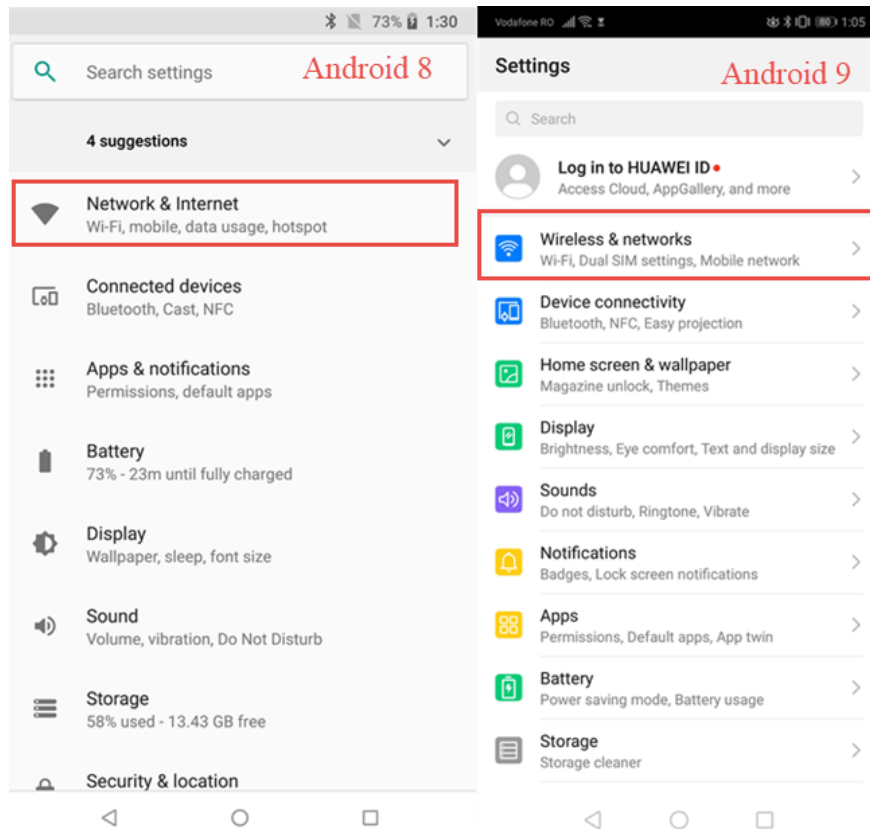 73% 1:30
Search settings
Android 8
4 suggestions
Network & Internet
Wi-Fi, mobile, data usage, hotspot
Connected devices
Bluetooth, Cast, NFC
Apps & notifications
Permissions, default apps
Battery
73% - 23m until fully charged
Display
Wallpaper, sleep, font size
Sound
Volume, vibration, Do Not Disturb
Storage
58% used - 13.43 GB free
Security & location
Vodafone RO 80 1:05
Settings
Android 9
Search
Log in to HUAWEI ID
Access Cloud, AppGallery, and more
Wireless & networks
Wi-Fi, Dual SIM settings, Mobile network
Device connectivity
Bluetooth, NFC, Easy projection
Home screen & wallpaper
Magazine unlock, Themes
Display
Brightness, Eye comfort, Text and display size
Sounds
Do not disturb, Ringtone, Vibrate
Notifications
Badges, Lock screen notifications
Apps
Permissions, Default apps, App twin
Battery
Power saving mode, Battery usage
Storage
Storage cleaner